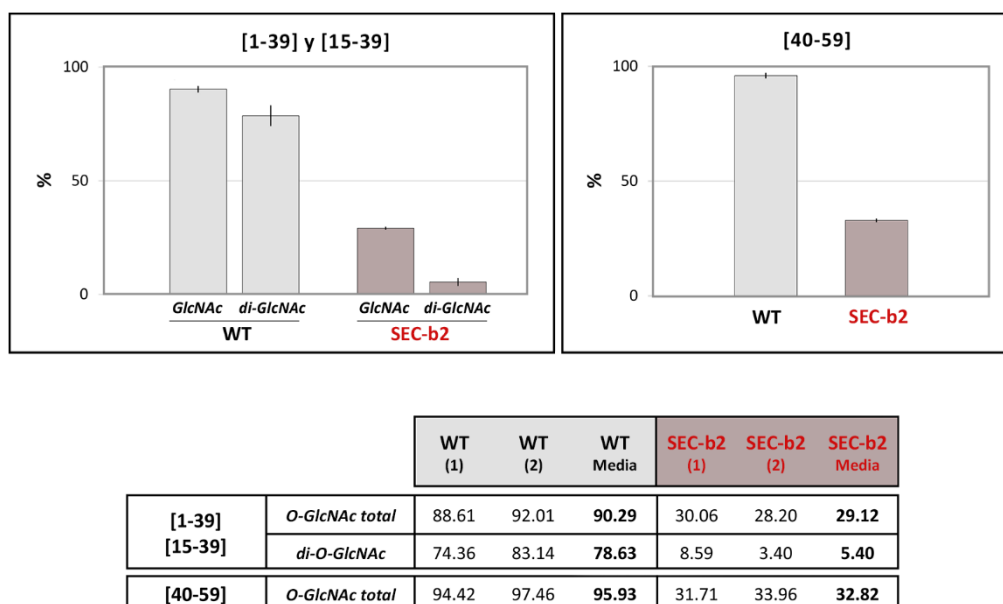 [1-39] y [15-39]
100
50
0
%
GlcNAc di-GlcNAc GlcNAc di-GlcNAc
WT SEC-b2
[40-59]
100
50
0
%
WT SEC-b2
WT WT WT SEC-b2 SEC-b2 SEC-b2
(1) (2) Media (1) (2) Media
[1-39] O-GlcNAc total 88.61 92.01 90.29 30.06 28.20 29.12
[15-39] di-O-GlcNAc 74.36 83.14 78.63 8.59 3.40 5.40
[40-59] O-GlcNAc total 94.42 97.46 95.93 31.71 33.96 32.82